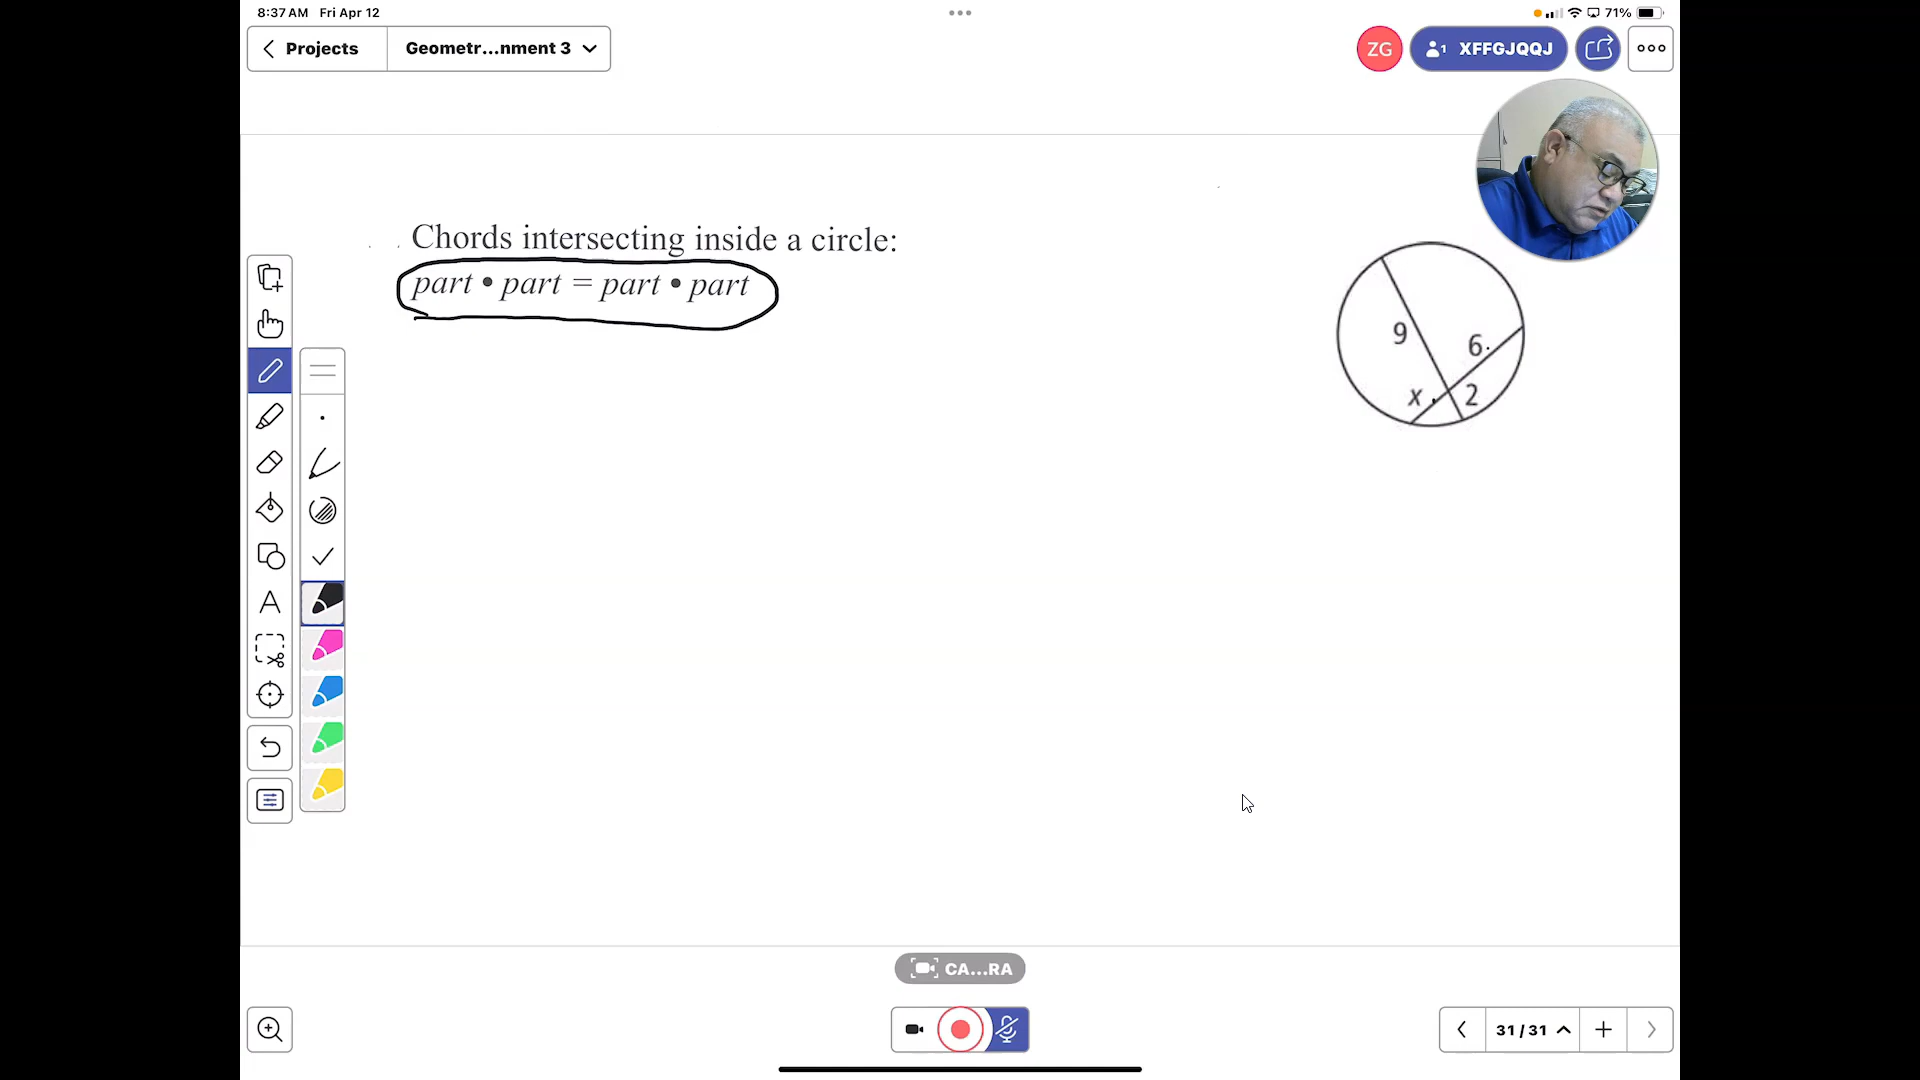 8:37 AM Fri Apr 12
71%
Projects
Geometr...nment 3
ZG
1 XFFGJQQJ
Chords intersecting inside a circle:
part • part = part • part
9
6
x
2
A
CA...RA
31/31